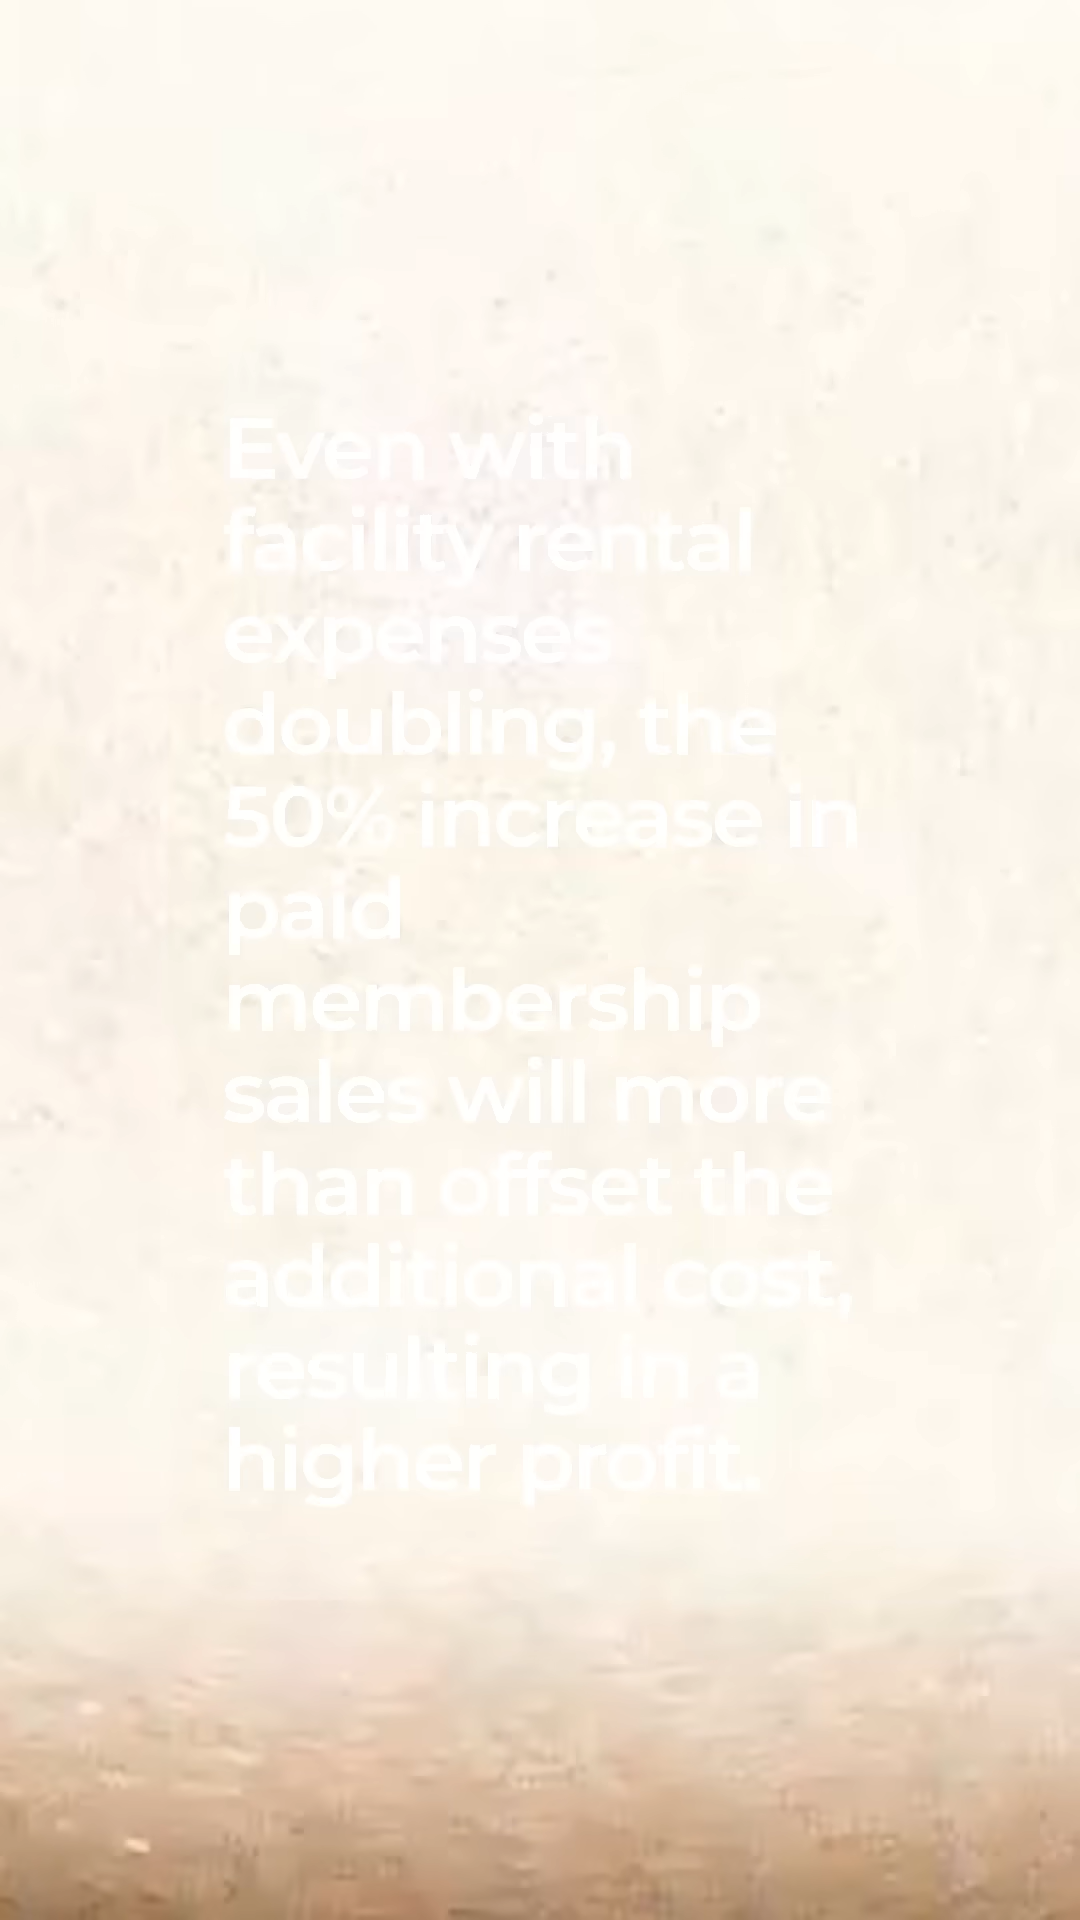 Even with
facility rental
expenses
doubling, the
50% increase in
paid
membership
sales will more
than offset the
additional cost,
resulting in a
higher profit.